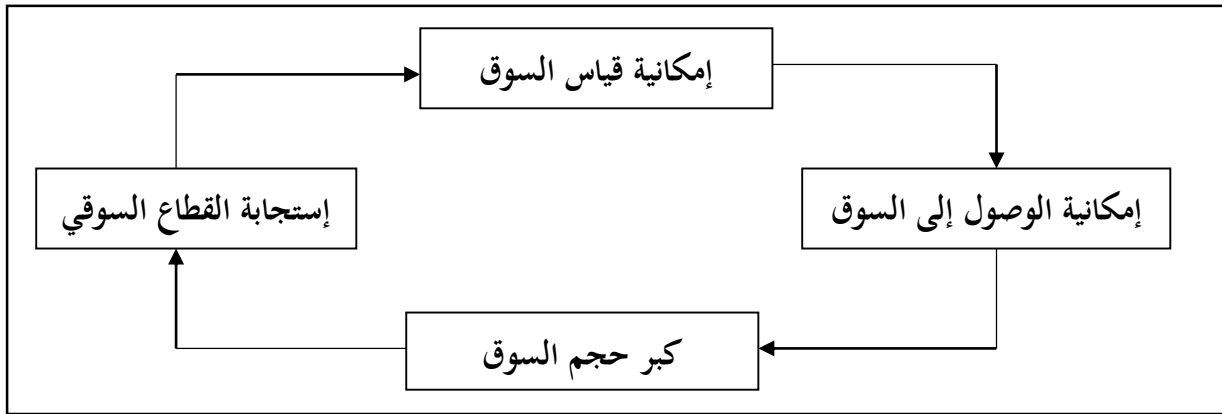 إمكانية قياس السوق
إمكانية الوصول إلى السوق
إستجابة القطاع السوقي
كبر حجم السوق